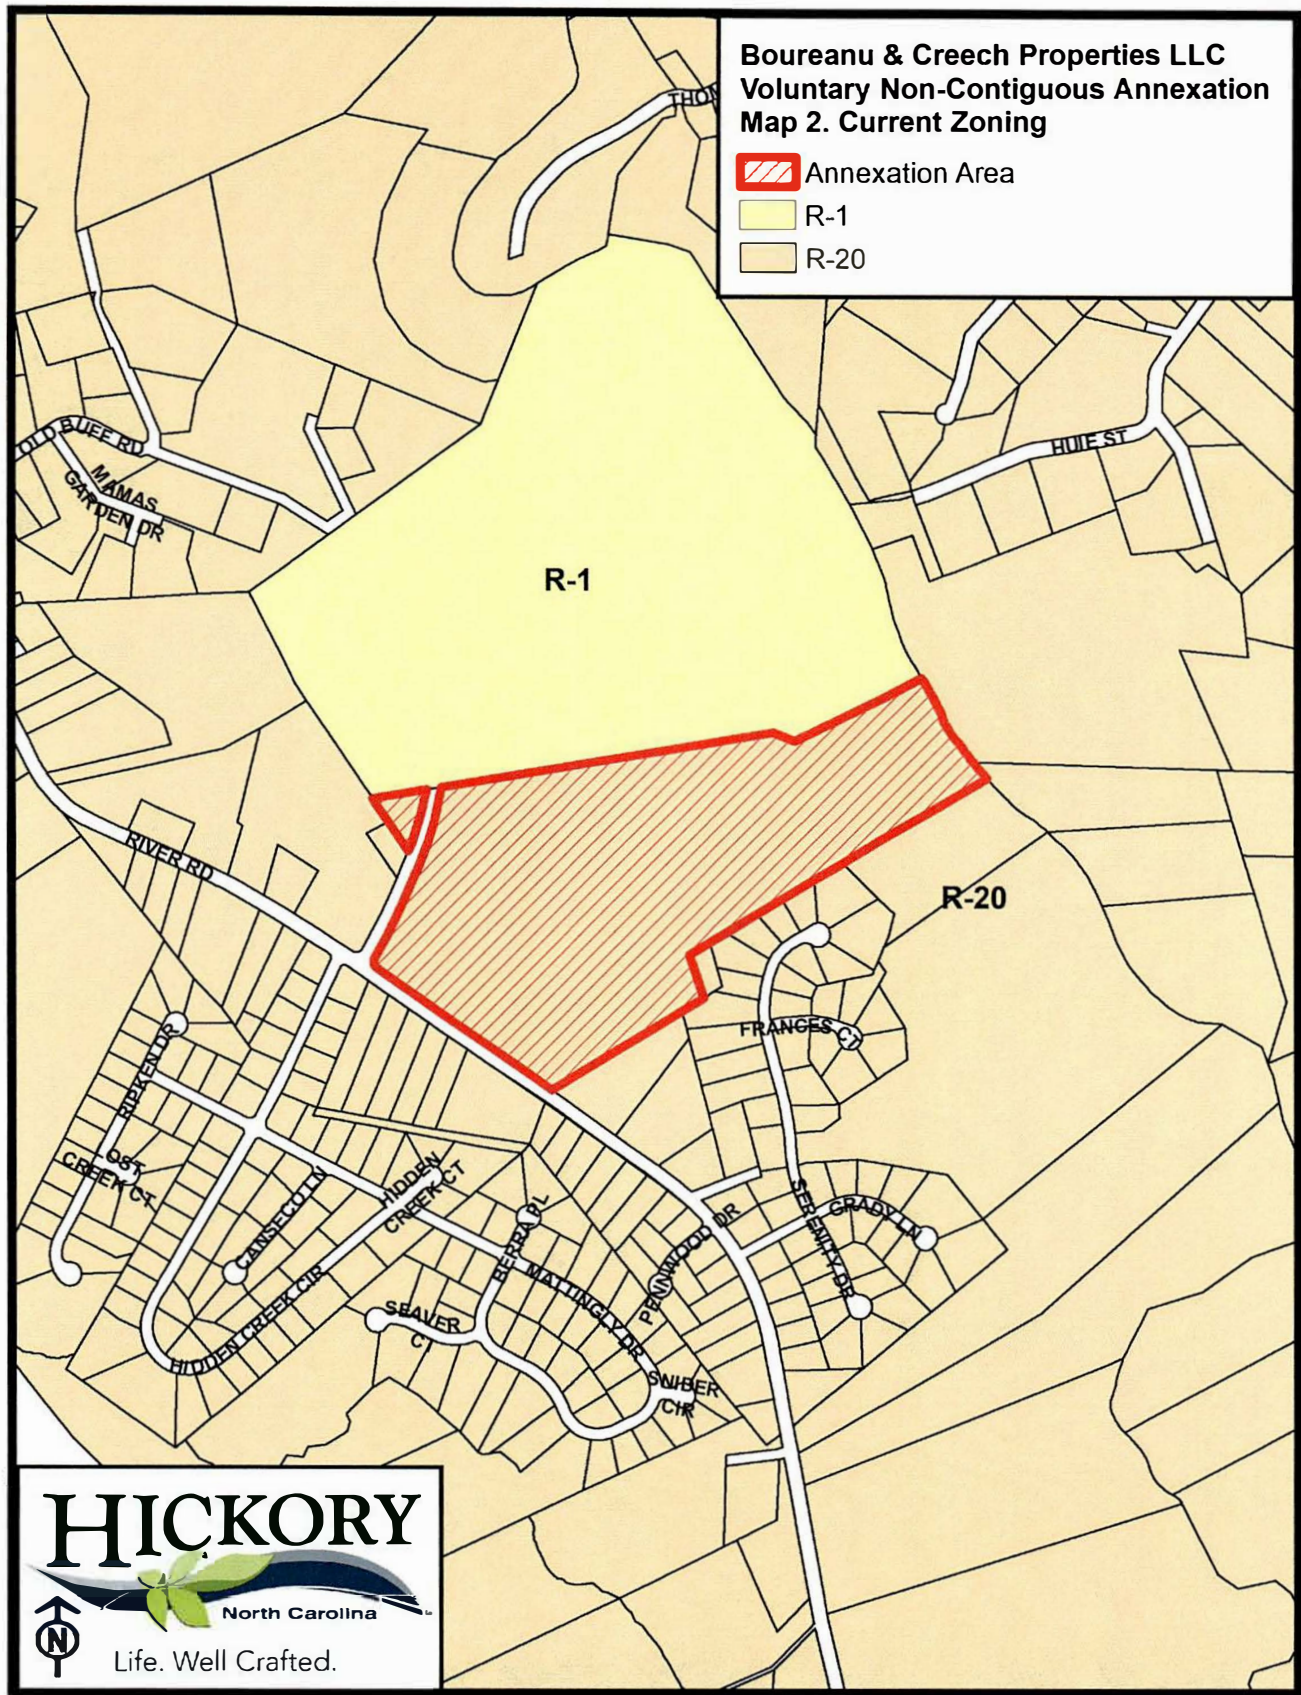 Boureanu & Creech Properties LLC
Voluntary Non-Contiguous Annexation
Map 2. Current Zoning
Annexation Area
R-1
R-20
THOM
OLD BUFF RD
MAMAS
GARDEN DR
HUIE ST
R-1
RIVER RD
R-20
FRANCES CT
RIPKEN DR
LOST
CREEK CT
CANSECO LN
HIDDEN
CREEK CT
BERRA PL
PENNWOOD DR
SERENITY DR
GRADY LN
MATTINGLY DR
HIDDEN CREEK CIR
SEAVER
CT
SNIDER
CIR
HICKORY
North Carolina
N
Life. Well Crafted.